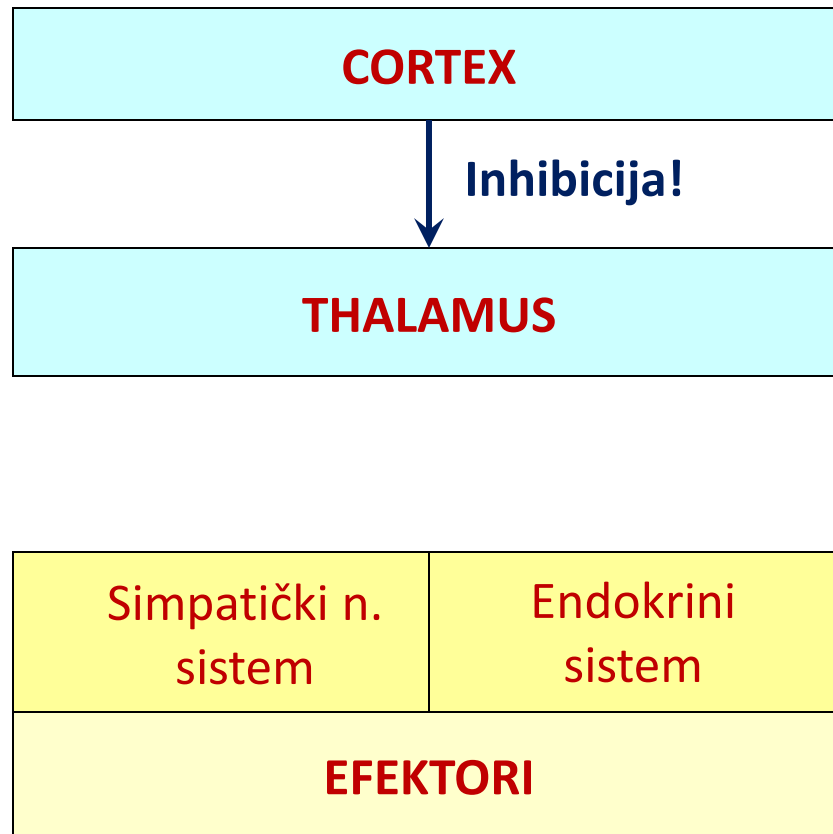 CORTEX
Inhibicija!
THALAMUS
Simpatički n.
sistem
Endokrini
sistem
EFEKTORI